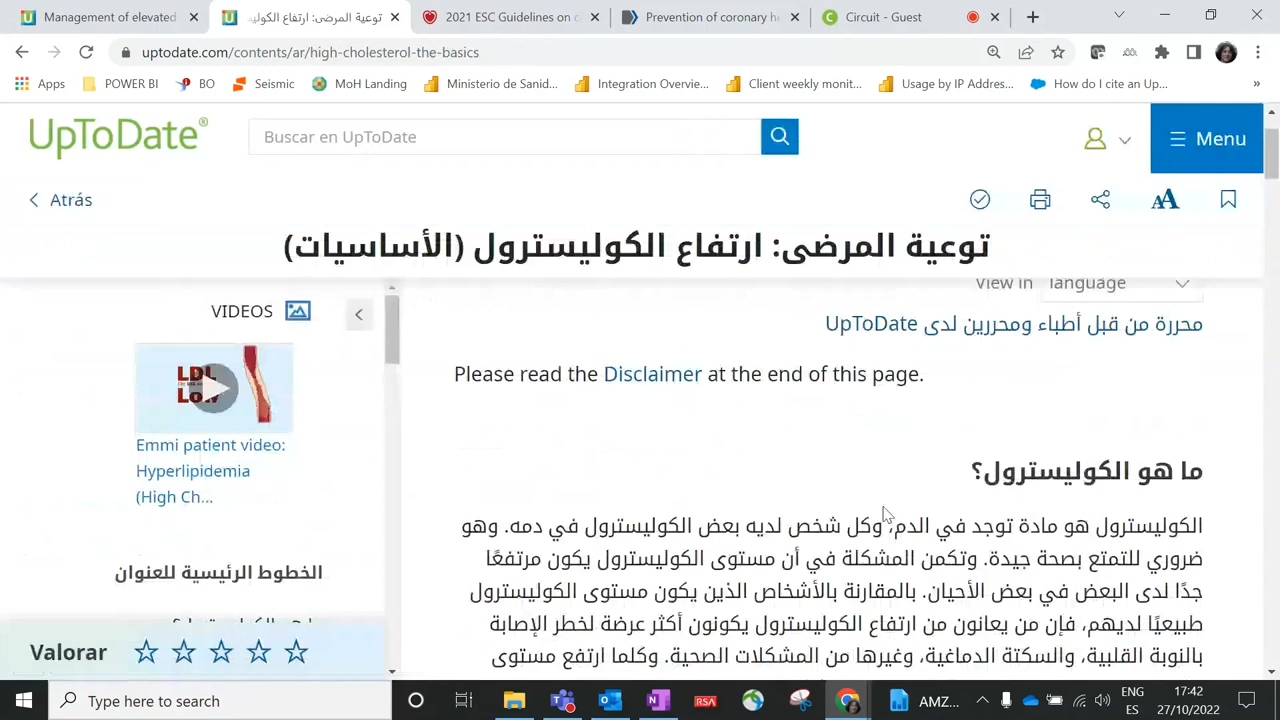 Management of elevated
توعية المرضى: ارتفاع الكوليس
2021 ESC Guidelines on c
Prevention of coronary he
Circuit - Guest
uptodate.com/contents/ar/high-cholesterol-the-basics
Apps
POWER BI
BO
Seismic
MoH Landing
Ministerio de Sanid...
Integration Overvie...
Client weekly monit...
Usage by IP Addres...
How do I cite an Up...
»
UpToDate®
Buscar en UpToDate
Menu
Atrás
توعية المرضى: ارتفاع الكوليسترول (الأساسيات)
VIDEOS
LDL
LOW
Emmi patient video:
Hyperlipidemia
(High Ch...
الخطوط الرئيسية للعنوان
Valorar
View in language
محررة من قبل أطباء ومحررين لدى UpToDate
Please read the Disclaimer at the end of this page.
ما هو الكوليسترول؟
الكوليسترول هو مادة توجد في الدم، وكل شخص لديه بعض الكوليسترول في دمه. وهو
ضروري للتمتع بصحة جيدة. وتكمن المشكلة في أن مستوى الكوليسترول يكون مرتفعًا
جدًا لدى البعض في بعض الأحيان. بالمقارنة بالأشخاص الذين يكون مستوى الكوليسترول
طبيعيًا لديهم، فإن من يعانون من ارتفاع الكوليسترول يكونون أكثر عرضة لخطر الإصابة
بالنوبة القلبية، والسكتة الدماغية، وغيرها من المشكلات الصحية. وكلما ارتفع مستوى
Type here to search
RSA
AMZ...
ENG
ES
17:42
27/10/2022